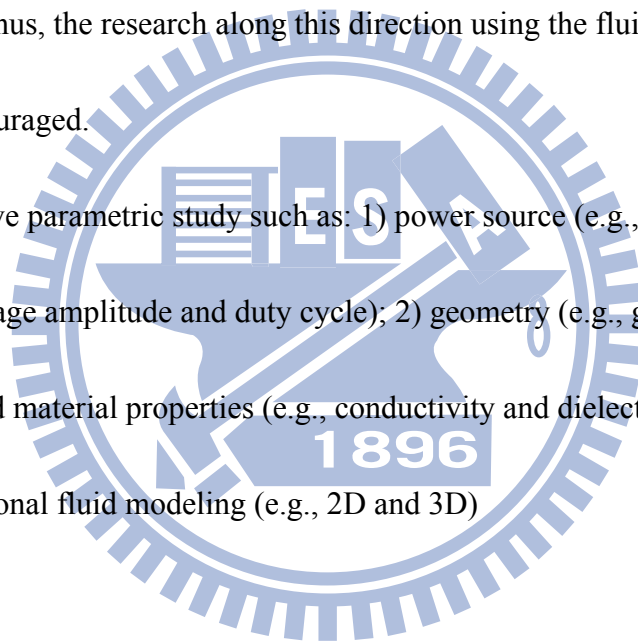 hus, the research along this direction using the flui
uraged.
ve parametric study such as: 1) power source (e.g.,
age amplitude and duty cycle); 2) geometry (e.g., g
d material properties (e.g., conductivity and dielect
onal fluid modeling (e.g., 2D and 3D)
E S A
1896